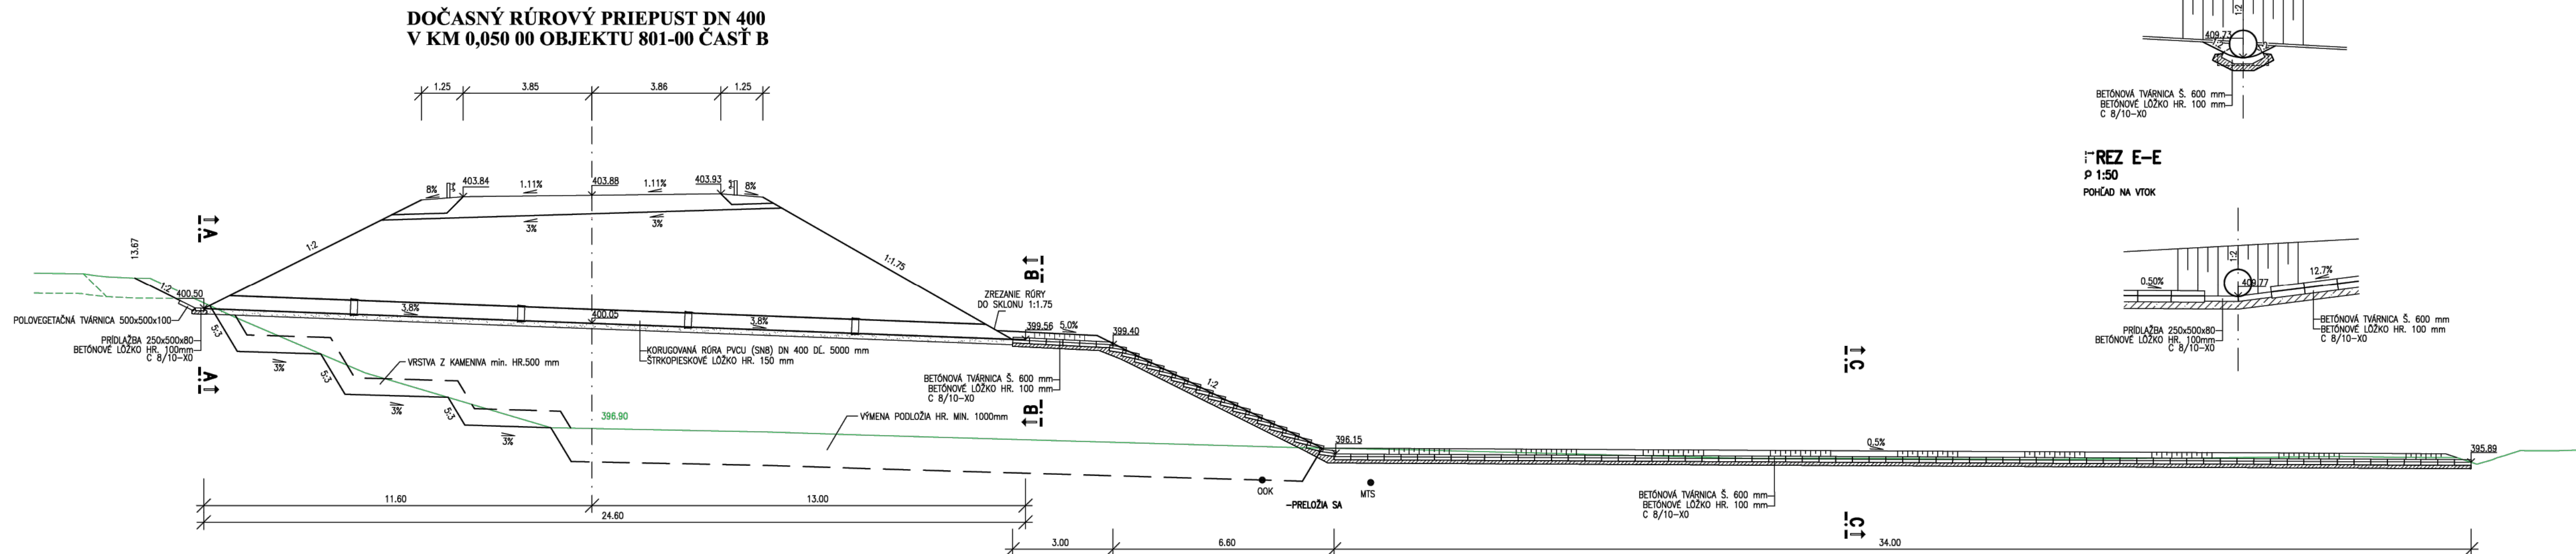 DOČASNÝ RÚROVÝ PRIEPUST DN 400
V KM 0,050 00 OBJEKTU 801-00 ČASŤ B
1.25
3.85
3.86
1.25
8%
403.84
1.11%
403.88
1.11%
403.93
8%
3%
3%
A
13.67
1:2
1:2
1:1.75
B
400.50
ZREZANIE RÚRY
DO SKLONU 1:1.75
POLOVEGETAČNÁ TVÁRNICA 500x500x100
3.8%
400.05
3.8%
399.56
5.0%
399.40
PRÍDLAŽBA 250x500x80
BETÓNOVÉ LÔŽKO HR. 100mm
C 8/10-X0
5:3
KORUGOVANÁ RÚRA PVCU (SN8) DN 400 DĹ. 5000 mm
ŠTRKOPIESKOVÉ LÔŽKO HR. 150 mm
VRSTVA Z KAMENIVA min. HR.500 mm
3%
5:3
A
BETÓNOVÁ TVÁRNICA Š. 600 mm
BETÓNOVÉ LÔŽKO HR. 100 mm
C 8/10-X0
1:2
C
3%
5:3
396.90
VÝMENA PODLOŽIA HR. MIN. 1000mm
B
3%
396.15
0.5%
395.89
OOK
MTS
-PRELOŽIA SA
BETÓNOVÁ TVÁRNICA Š. 600 mm
BETÓNOVÉ LÔŽKO HR. 100 mm
C 8/10-X0
C
11.60
13.00
24.60
3.00
6.60
34.00
1:2
409.73
BETÓNOVÁ TVÁRNICA Š. 600 mm
BETÓNOVÉ LÔŽKO HR. 100 mm
C 8/10-X0
REZ E-E
1:50
POHĽAD NA VTOK
1:2
0.50%
409.77
12.7%
PRÍDLAŽBA 250x500x80
BETÓNOVÉ LÔŽKO HR. 100mm
C 8/10-X0
BETÓNOVÁ TVÁRNICA Š. 600 mm
BETÓNOVÉ LÔŽKO HR. 100 mm
C 8/10-X0